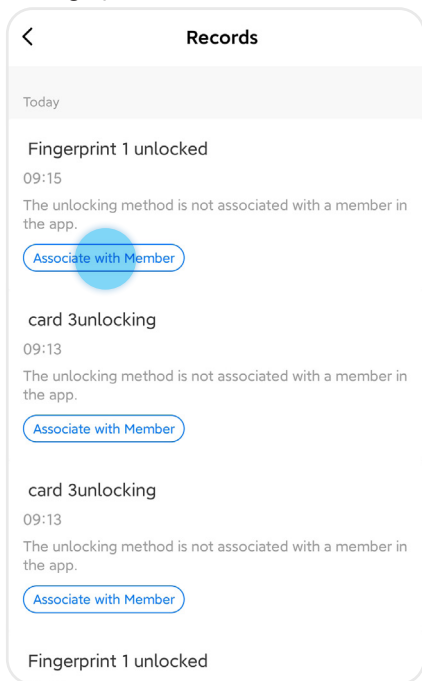 Records
Today
Fingerprint 1 unlocked
09:15
The unlocking method is not associated with a member in
the app.
Associate with Member
card 3unlocking
09:13
The unlocking method is not associated with a member in
the app.
Associate with Member
card 3unlocking
09:13
The unlocking method is not associated with a member in
the app.
Associate with Member
Fingerprint 1 unlocked